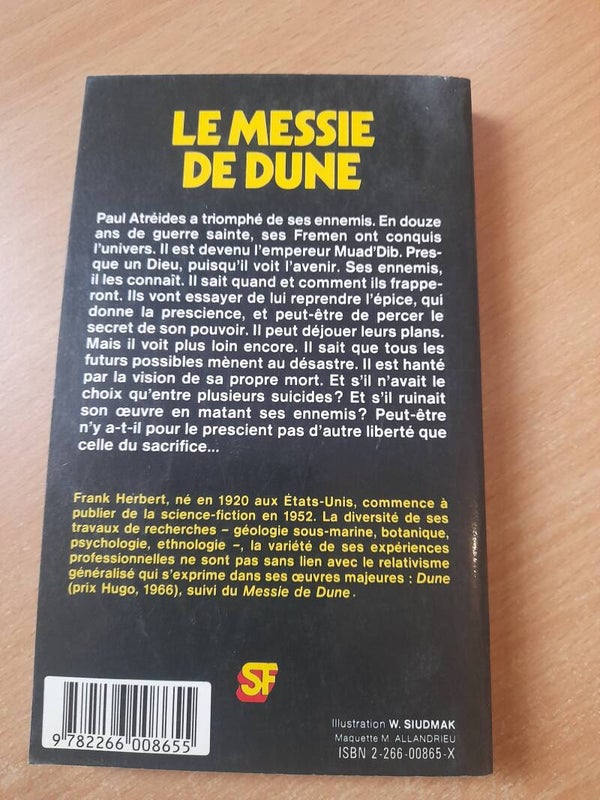 LE MESSIE
DE DUNE
Paul Atréides a triomphé de ses ennemis. En douze
ans de guerre sainte, ses Fremen ont conquis
l'univers. Il est devenu l'empereur Muad'Dib. Pres-
que un Dieu, puisqu'il voit l'avenir. Ses ennemis,
il les connaît. Il sait quand et comment ils frappe-
ront. Ils vont essayer de lui reprendre l'épice, qui
donne la prescience, et peut-être de percer le
secret de son pouvoir. Il peut déjouer leurs plans.
Mais il voit plus loin encore. Il sait que tous les
futurs possibles mènent au désastre. Il est hanté
par la vision de sa propre mort. Et s'il n'avait le
choix qu'entre plusieurs suicides? Et s'il ruinait
son œuvre en matant ses ennemis? Peut-être
n'y a-t-il pour le prescient pas d'autre liberté que
celle du sacrifice...
Frank Herbert, né en 1920 aux États-Unis, commence à
publier de la science-fiction en 1952. La diversité de ses
travaux de recherches – géologie sous-marine, botanique,
psychologie, ethnologie –, la variété de ses expériences
professionnelles ne sont pas sans lien avec le relativisme
généralisé qui s'exprime dans ses œuvres majeures : Dune
(prix Hugo, 1966), suivi du Messie de Dune.
SF
9 782266 008655
Illustration W. SIUDMAK
Maquette M. ALLANDRIEU
ISBN 2-266-00865-X